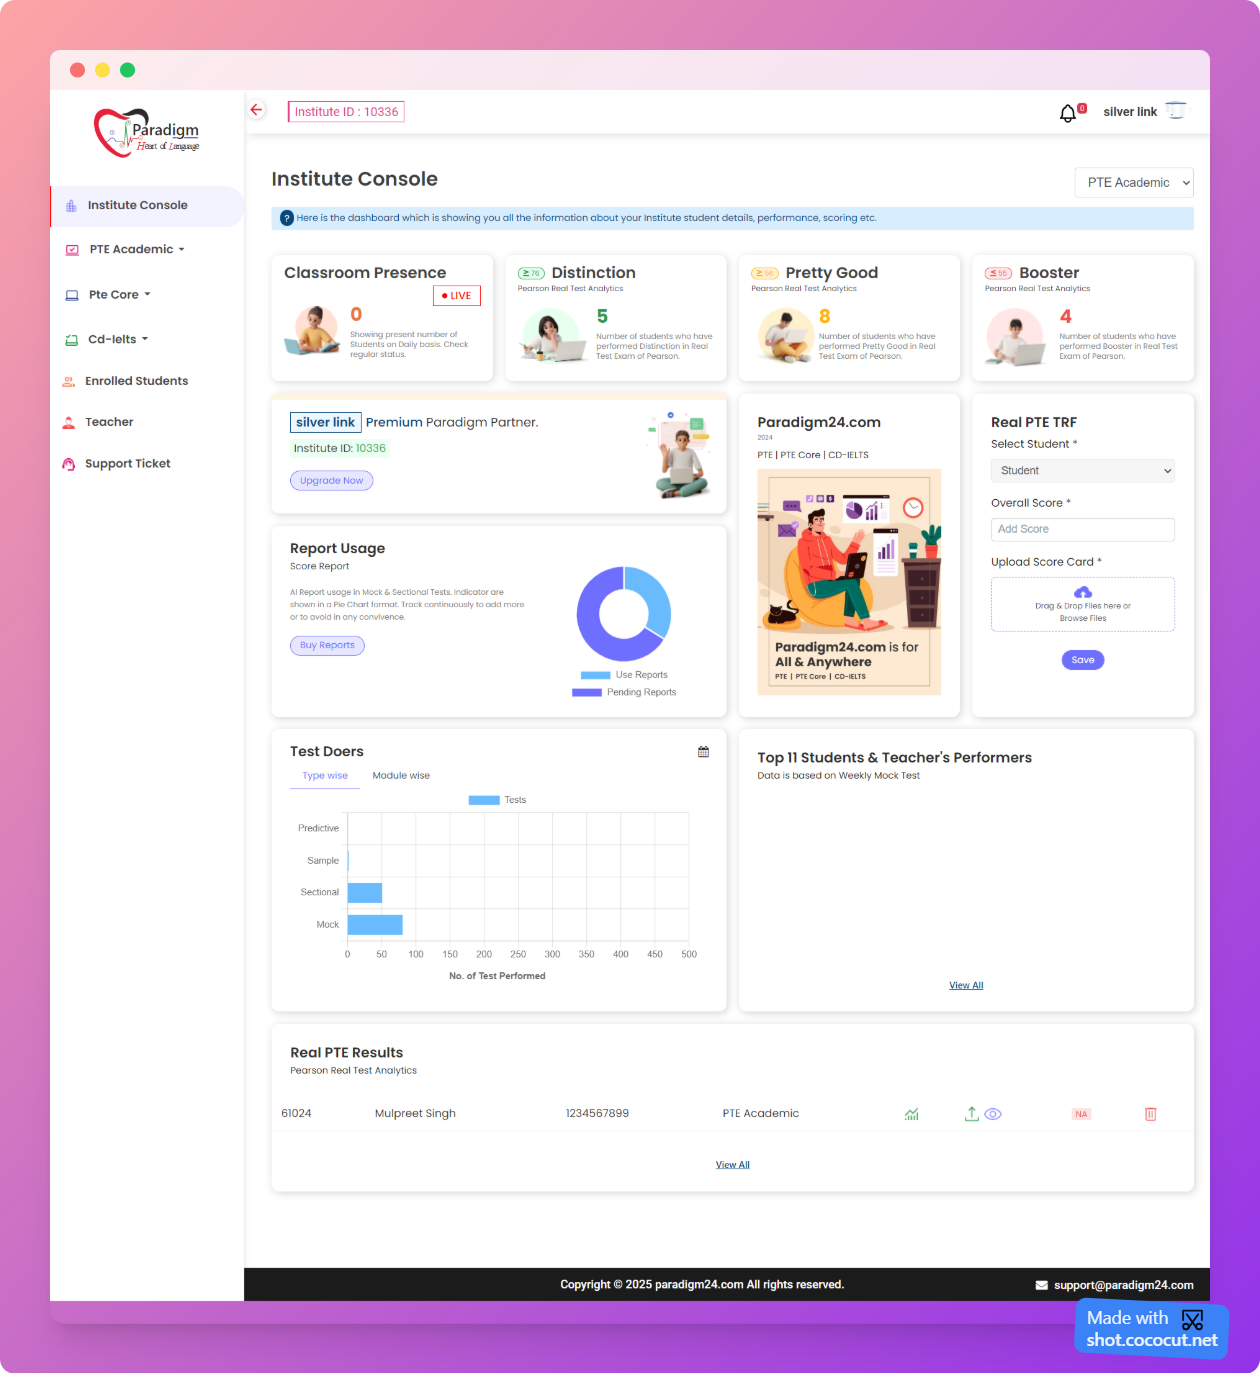 Paradigm
Heart of Language
Institute ID : 10336
0
silver link
Institute Console
PTE Academic
Pte Core
Cd-Ielts
Enrolled Students
Teacher
Support Ticket
Institute Console
PTE Academic
? Here is the dashboard which is showing you all the information about your Institute student details, performance, scoring etc.
Classroom Presence
LIVE
0
Showing present number of
Students on Daily basis. Check
regular status.
≥ 76 Distinction
Pearson Real Test Analytics
5
Number of students who have
performed Distinction in Real
Test Exam of Pearson.
Pretty Good
Pearson Real Test Analytics
8
Number of students who have
performed Pretty Good in Real
Test Exam of Pearson.
≤ 55 Booster
Pearson Real Test Analytics
4
Number of students who have
performed Booster in Real Test
Exam of Pearson.
silver link Premium Paradigm Partner.
Institute ID: 10336
Upgrade Now
Report Usage
Score Report
AI Report usage in Mock & Sectional Tests. Indicator are
shown in a Pie Chart format. Track continuously to add more
or to avoid in any convivence.
Buy Reports
Use Reports
Pending Reports
Paradigm24.com
2024
PTE | PTE Core | CD-IELTS
Paradigm24.com is for
All & Anywhere
PTE | PTE Core | CD-IELTS
Real PTE TRF
Select Student *
Student
Overall Score *
Add Score
Upload Score Card *
Drag & Drop Files here or
Browse Files
Save
Test Doers
Type wise Module wise
Tests
Predictive
Sample
Sectional
Mock
0 50 100 150 200 250 300 350 400 450 500
No. of Test Performed
Top 11 Students & Teacher's Performers
Data is based on Weekly Mock Test
View All
Real PTE Results
Pearson Real Test Analytics
61024 Mulpreet Singh 1234567899 PTE Academic NA
View All
Copyright © 2025 paradigm24.com All rights reserved.
support@paradigm24.com
Made with
shot.cococut.net